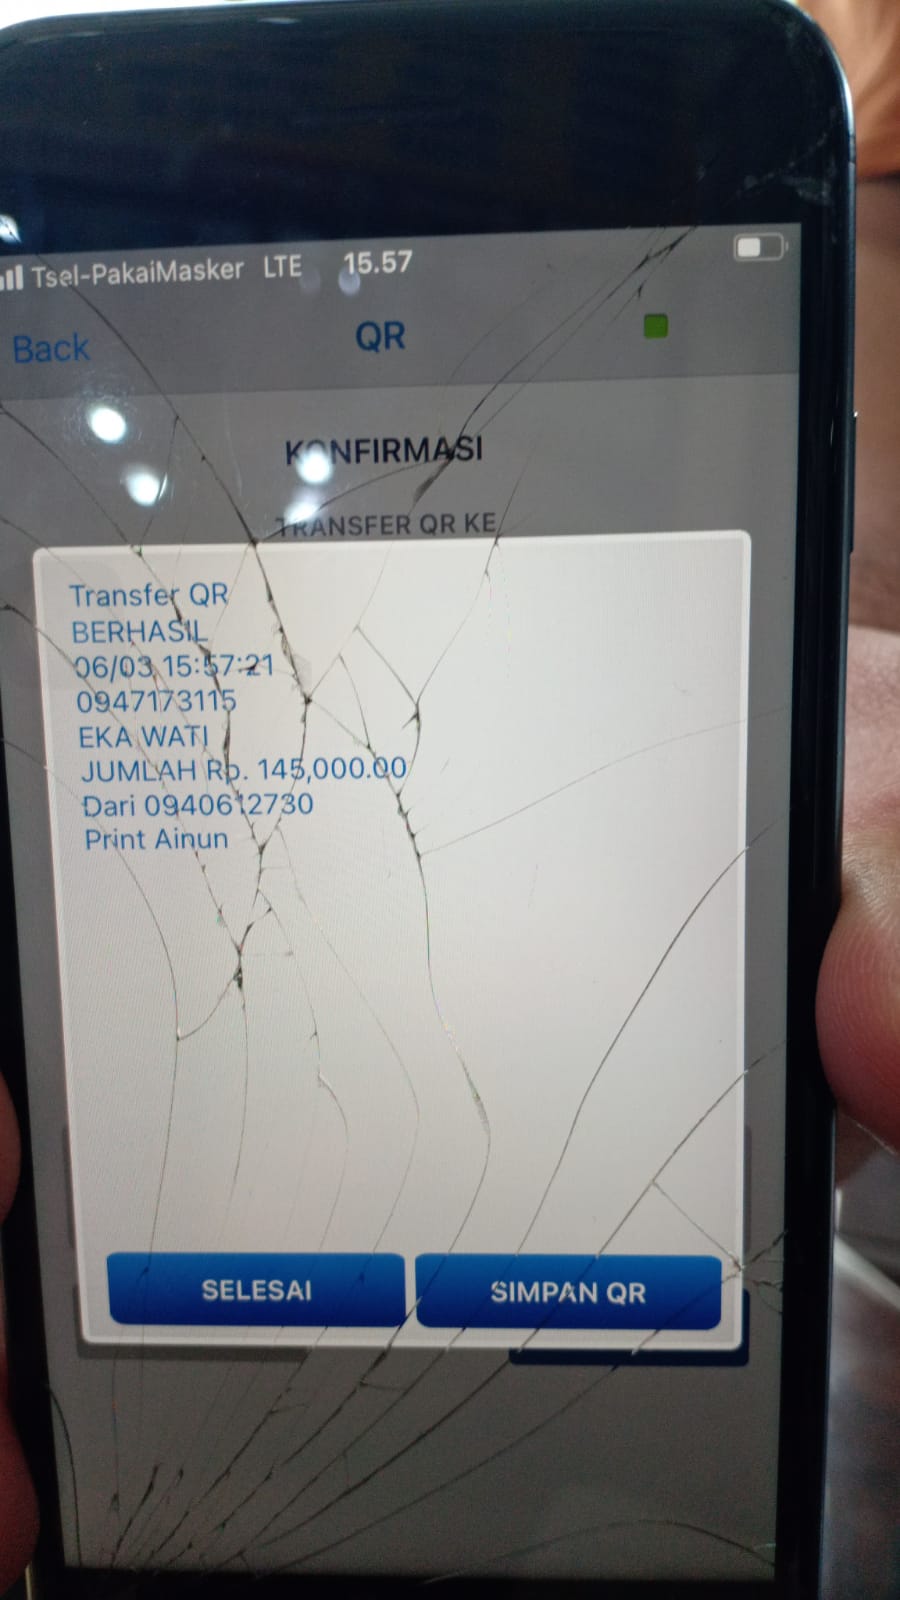 Tsel-PakaiMasker LTE 15.57
Back QR
KONFIRMASI
TRANSFER QR KE
Transfer QR
BERHASIL
06/03 15:57:21
0947173115
EKA WATI
JUMLAH Rp. 145,000.00
Dari 0940612730
Print Ainun
SELESAI SIMPAN QR